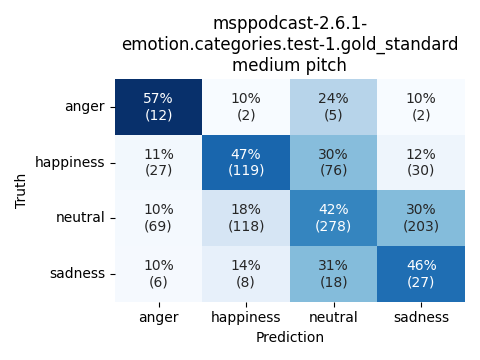 msppodcast-2.6.1-
emotion.categories.test-1.gold_standard
medium pitch
anger 57% 10% 24% 10%
(12) (2) (5) (2)
happiness 11% 47% 30% 12%
(27) (119) (76) (30)
neutral 10% 18% 42% 30%
(69) (118) (278) (203)
sadness 10% 14% 31% 46%
(6) (8) (18) (27)
Truth
anger happiness neutral sadness
Prediction